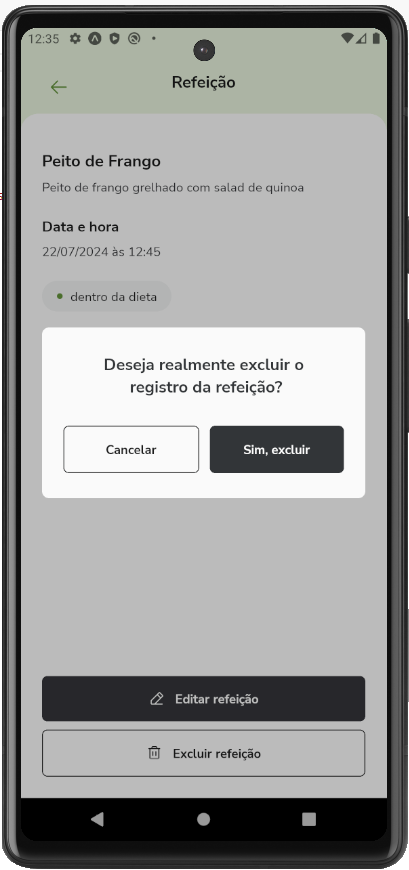 12:35
Refeição
Peito de Frango
Peito de frango grelhado com salad de quinoa
Data e hora
22/07/2024 às 12:45
dentro da dieta
Deseja realmente excluir o
registro da refeição?
Cancelar
Sim, excluir
Editar refeição
Excluir refeição